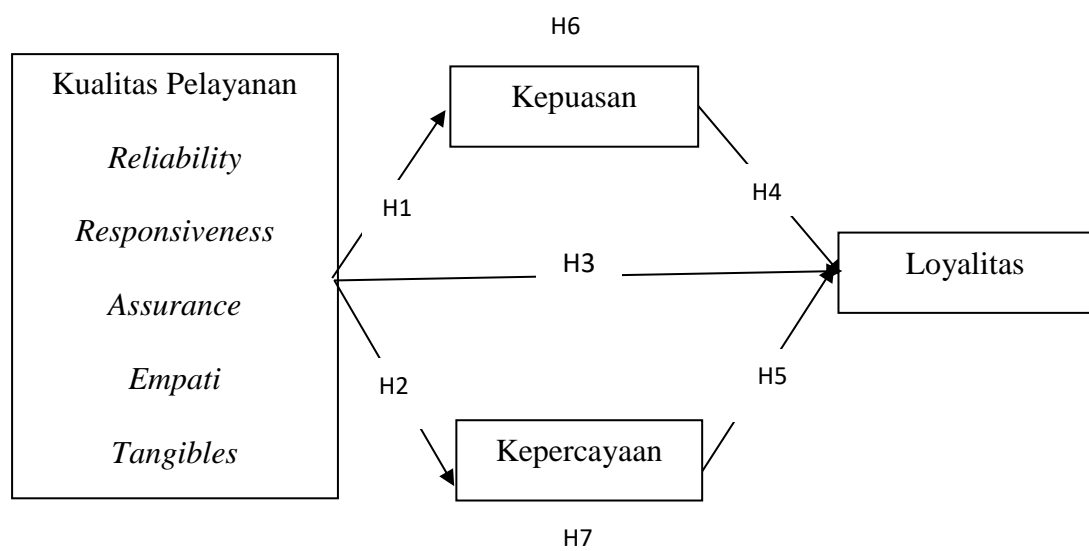 H6
Kualitas Pelayanan
Reliability
Responsiveness
Assurance
Empati
Tangibles
Kepuasan
H1
H4
H3
Loyalitas
H2
H5
Kepercayaan
H7